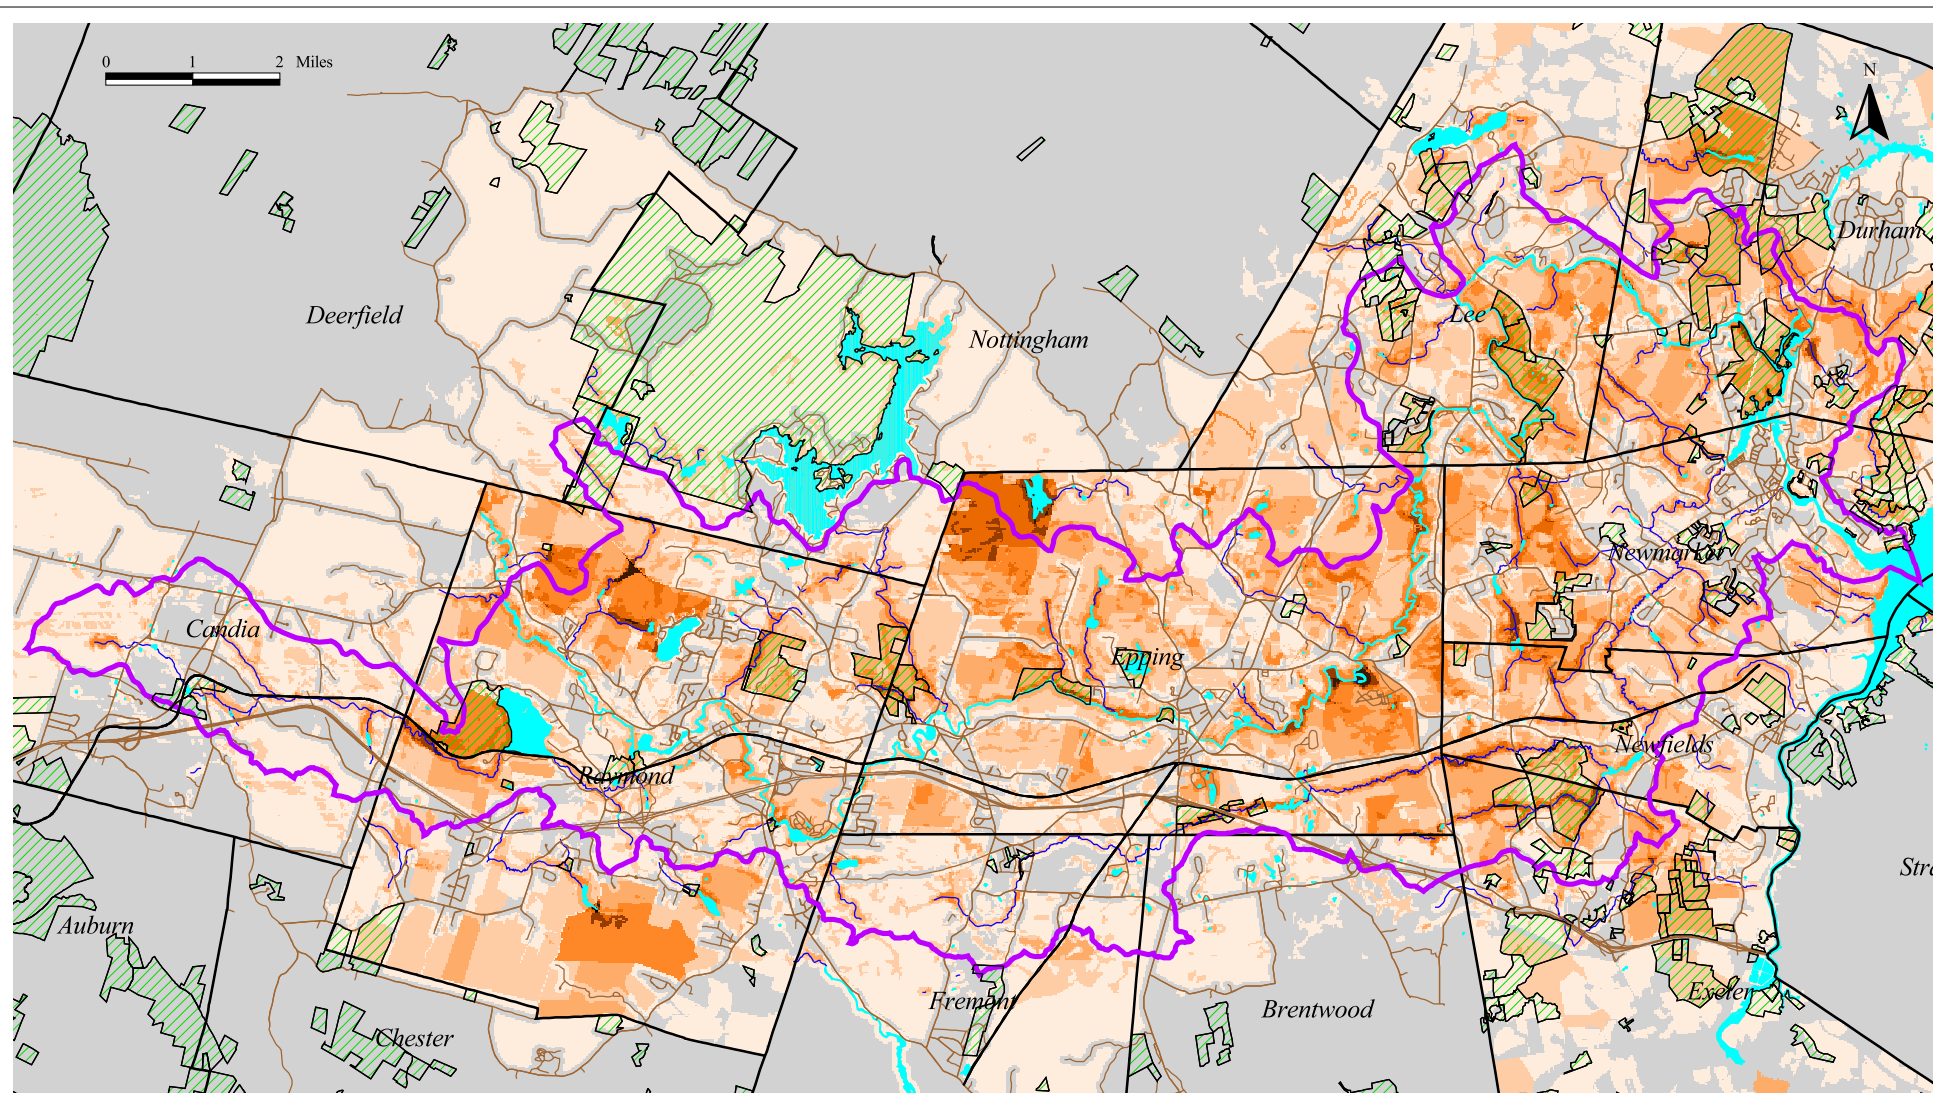 0 1 2 Miles
N
Durham
Deerfield
Lee
Nottingham
Newmarket
Candia
Epping
Newfields
Raymond
Auburn
Exeter
Fremont
Brentwood
Chester